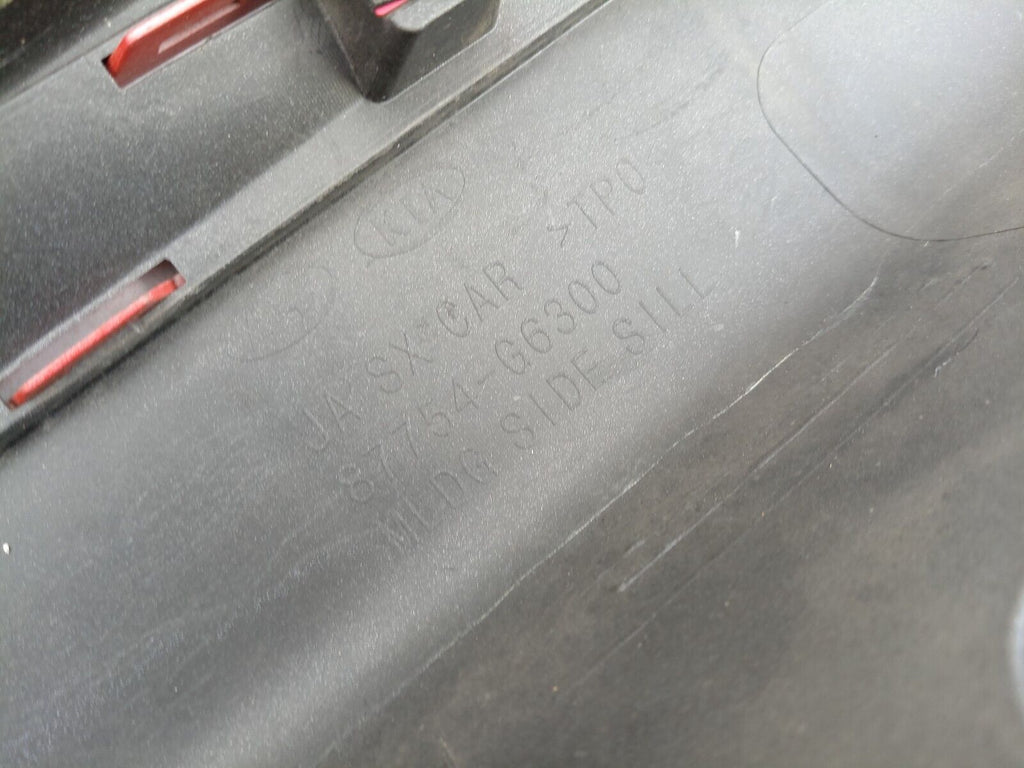 KIA
JA SX CAR >TPO
87754-G6300
MLDG SIDE SILL